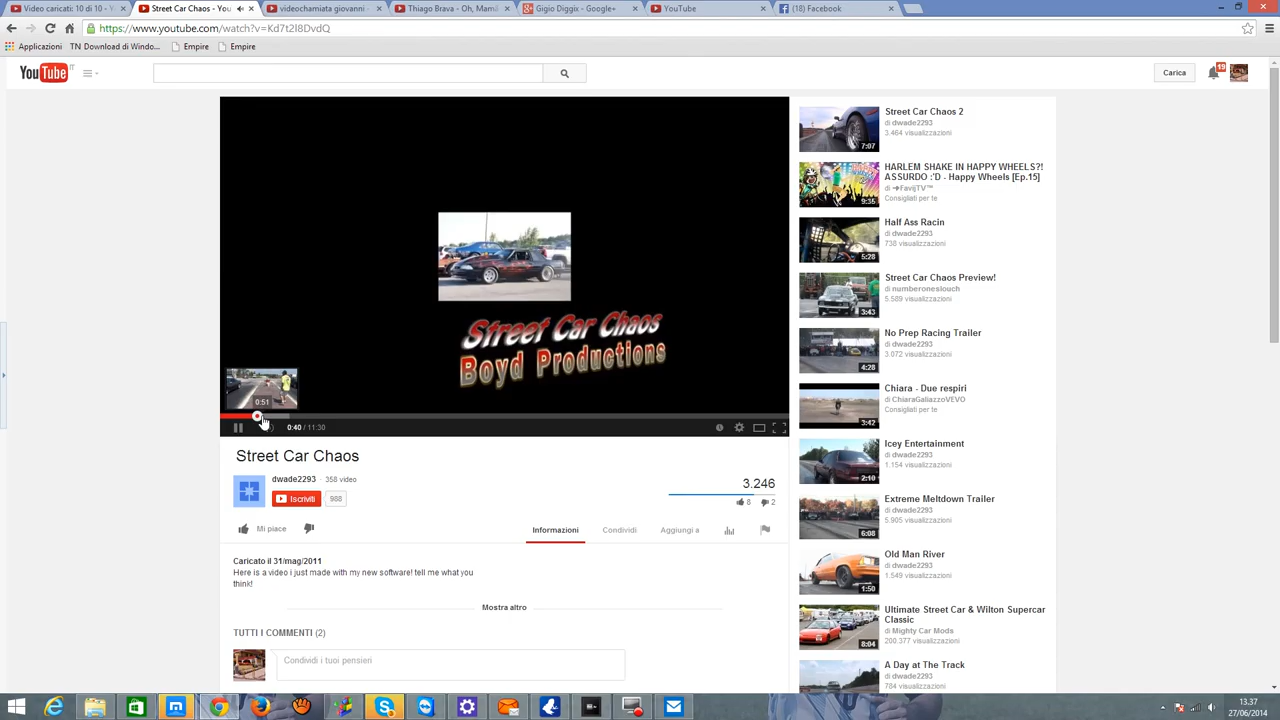 Video caricati: 10 di 10 -
Street Car Chaos - You
videochamista giovanni
Thiago Brava - Oh, Mamã
Gigio Diggix - Google+
YouTube
(18) Facebook
https://www.youtube.com/watch?v=Kd7t2l8DvdQ
Applicazioni
TN Download di Windo...
Empire
Empire
YouTube IT
Carica
19
Street Car Chaos
Boyd Productions
0:51
0:40 / 11:30
Street Car Chaos
dwade2293 · 358 video
Iscriviti 988
3.246
8 2
Mi piace
Informazioni
Condividi
Aggiungi a
Caricato il 31/mag/2011
Here is a video i just made with my new software! tell me what you
think!
Mostra altro
TUTTI I COMMENTI (2)
Condividi i tuoi pensieri
Street Car Chaos 2
di dwade2293
3.464 visualizzazioni
7:07
HARLEM SHAKE IN HAPPY WHEELS?!
ASSURDO :'D - Happy Wheels [Ep.15]
di ➜FavijTV™
Consigliati per te
9:35
Half Ass Racin
di dwade2293
738 visualizzazioni
5:28
Street Car Chaos Preview!
di numberoneslouch
5.589 visualizzazioni
3:43
No Prep Racing Trailer
di dwade2293
3.072 visualizzazioni
4:28
Chiara - Due respiri
di ChiaraGaliazzoVEVO
Consigliati per te
3:42
Icey Entertainment
di dwade2293
1.154 visualizzazioni
2:10
Extreme Meltdown Trailer
di dwade2293
5.905 visualizzazioni
6:08
Old Man River
di dwade2293
1.549 visualizzazioni
1:50
Ultimate Street Car & Wilton Supercar
Classic
di Mighty Car Mods
200.377 visualizzazioni
8:04
A Day at The Track
di dwade2293
784 visualizzazioni
13.37
27/06/2014